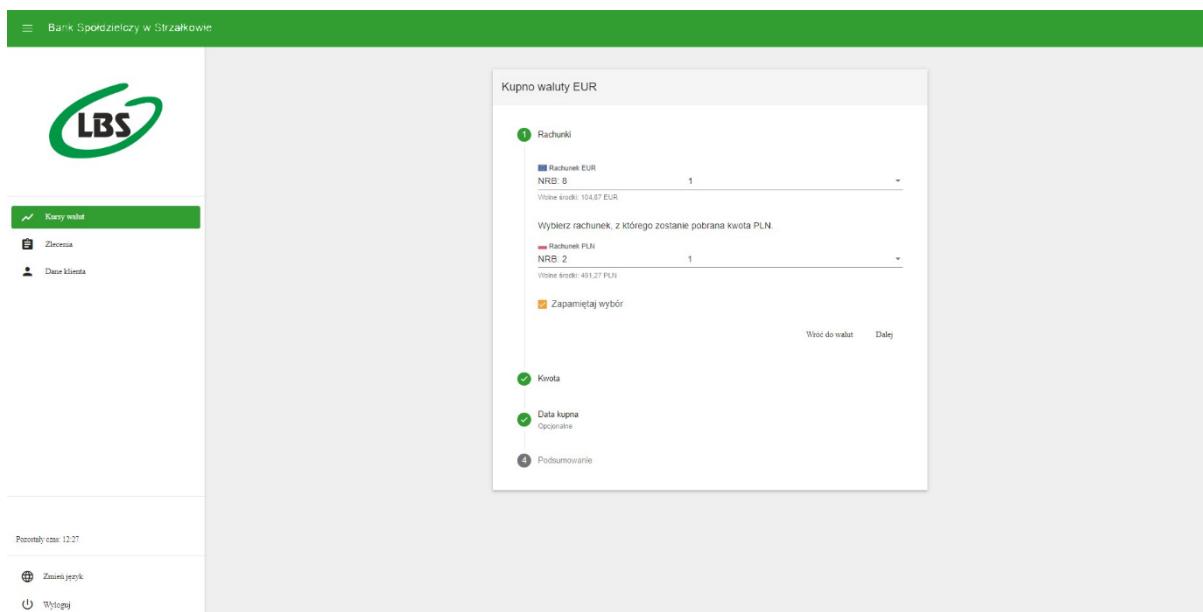 Bank Spółdzielczy w Strzałkowie
LBS
Kursy walut
Zlecenia
Dane klienta
Pozostały czas: 12:27
Zmień język
Wyloguj
Kupno waluty EUR
1 Rachunki
Rachunek EUR
NRB: 8 1
Wolne środki: 104,87 EUR
Wybierz rachunek, z którego zostanie pobrana kwota PLN.
Rachunek PLN
NRB: 2 1
Wolne środki: 491,27 PLN
Zapamiętaj wybór
Wróć do walut Dalej
Kwota
Data kupna
Opcjonalne
4 Podsumowanie